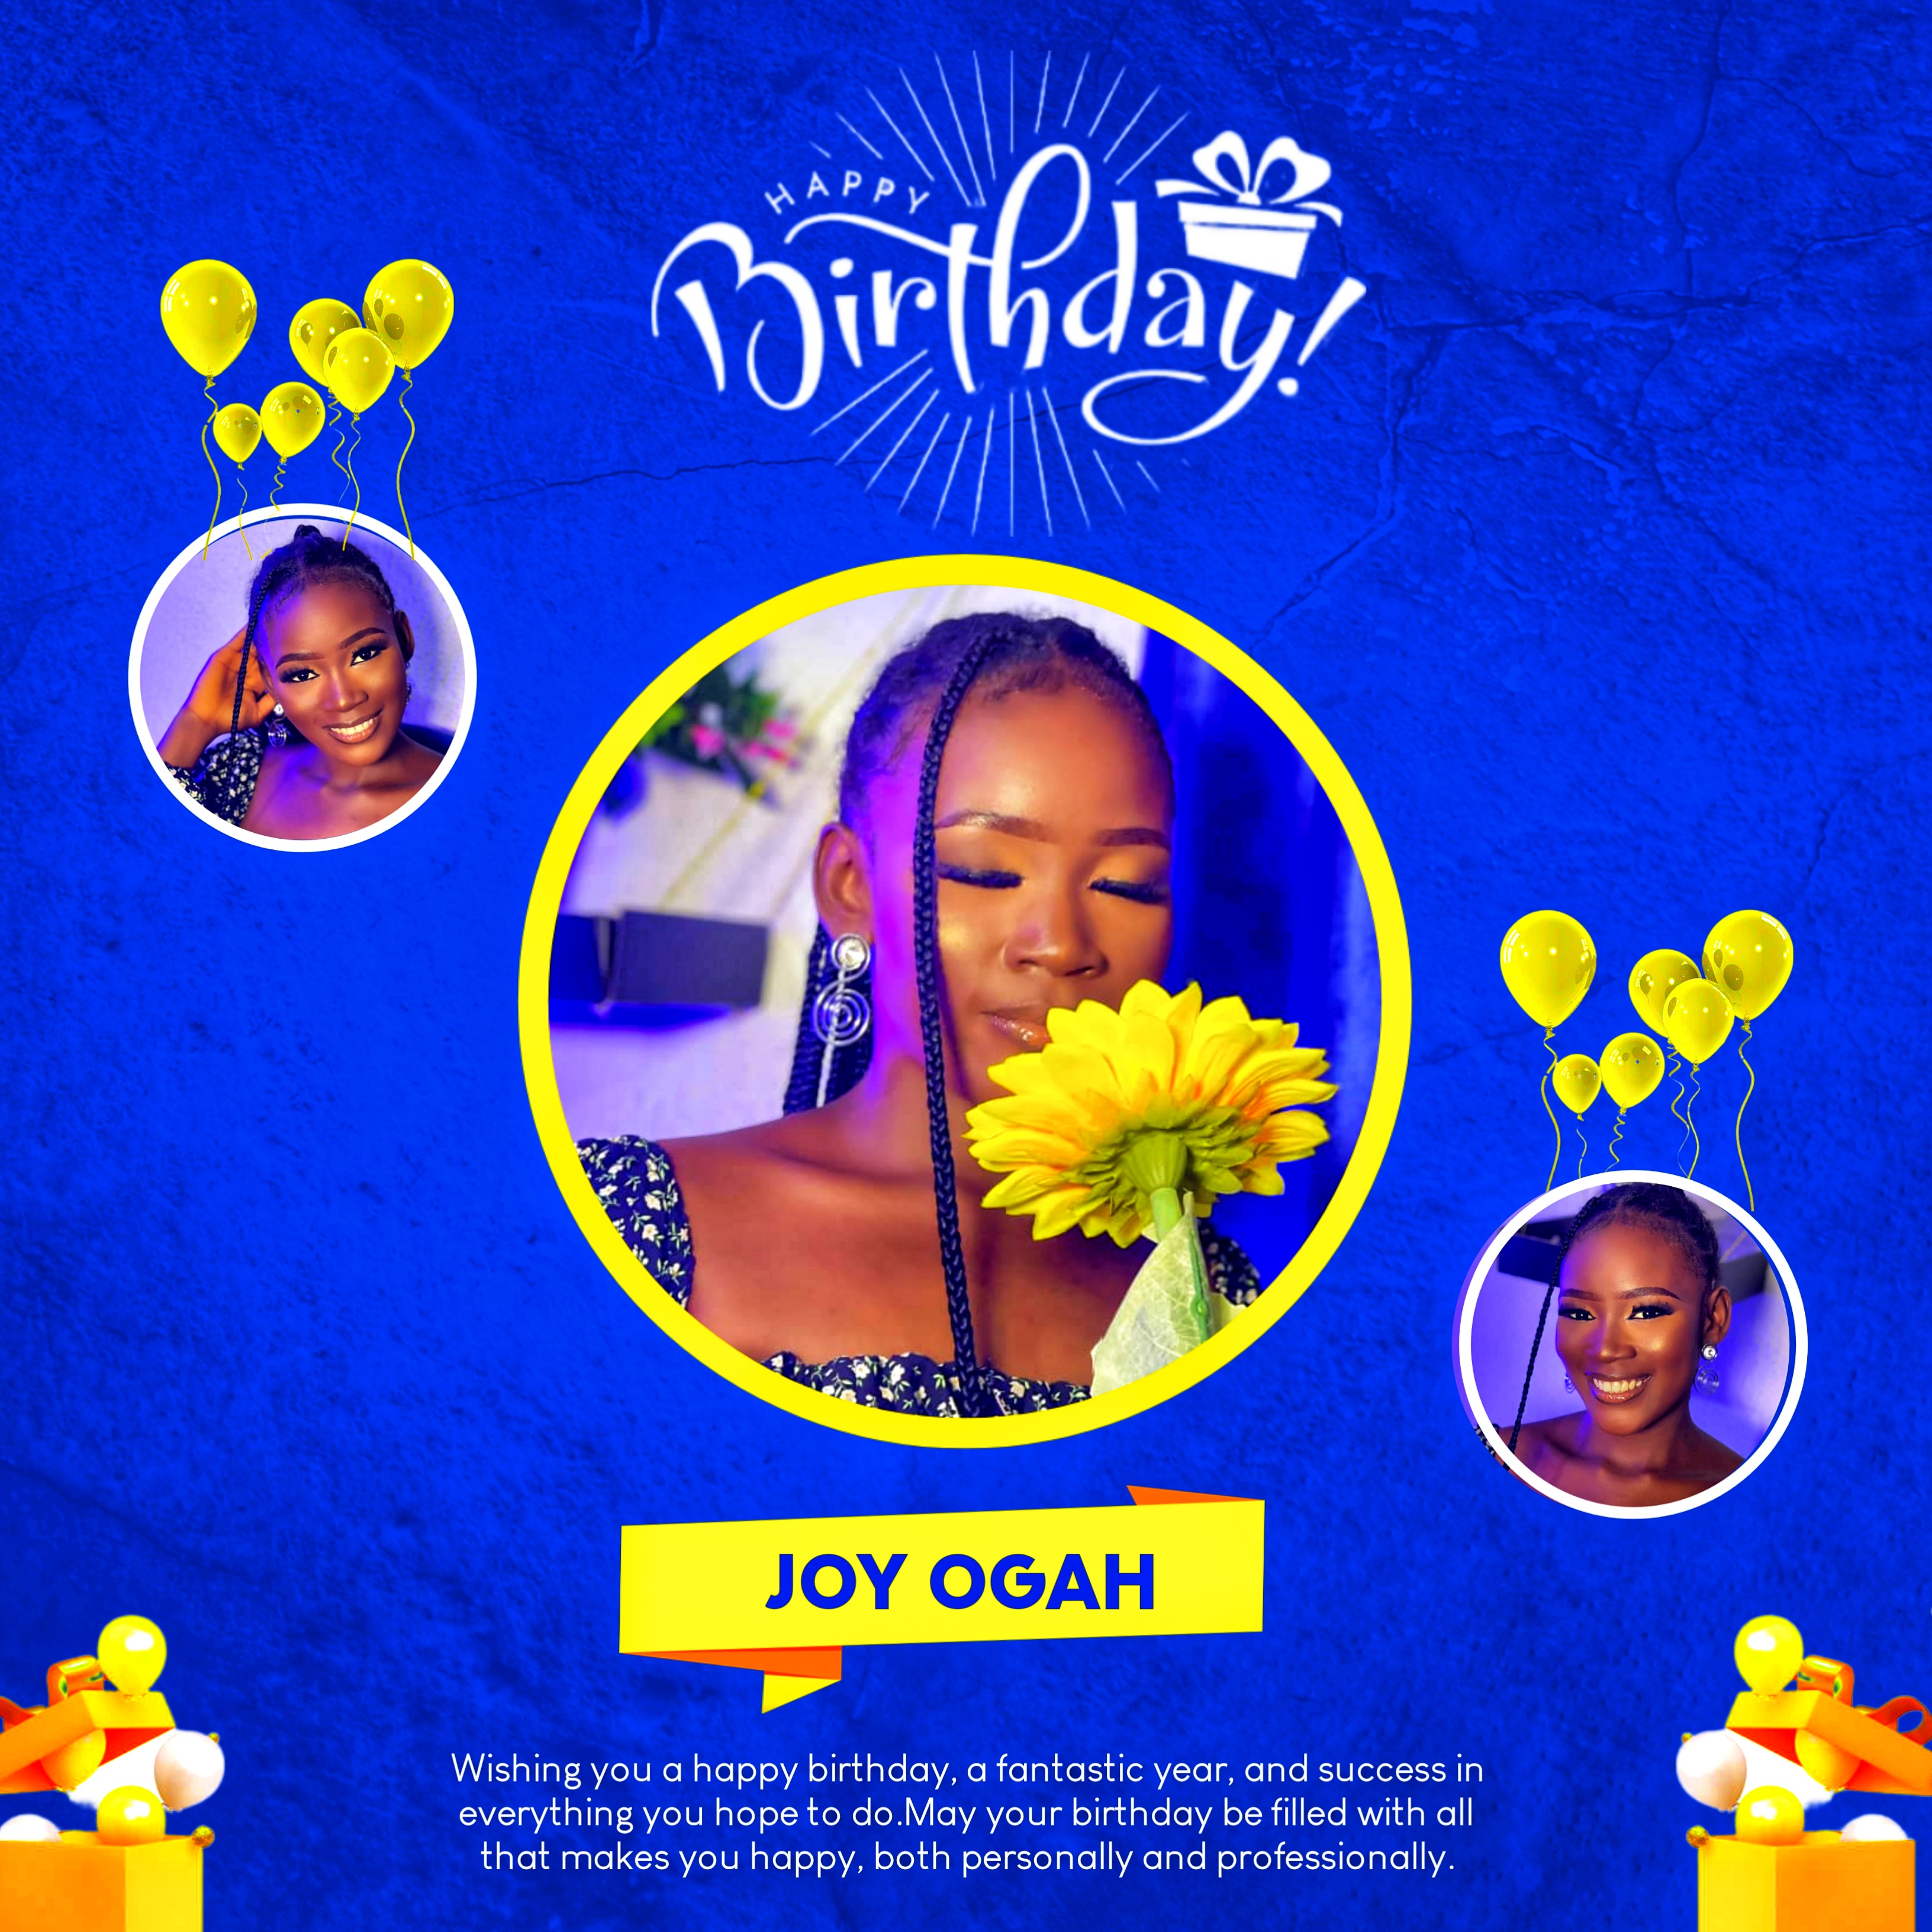 HAPPY
Birthday!
JOY OGAH
Wishing you a happy birthday, a fantastic year, and success in
everything you hope to do.May your birthday be filled with all
that makes you happy, both personally and professionally.